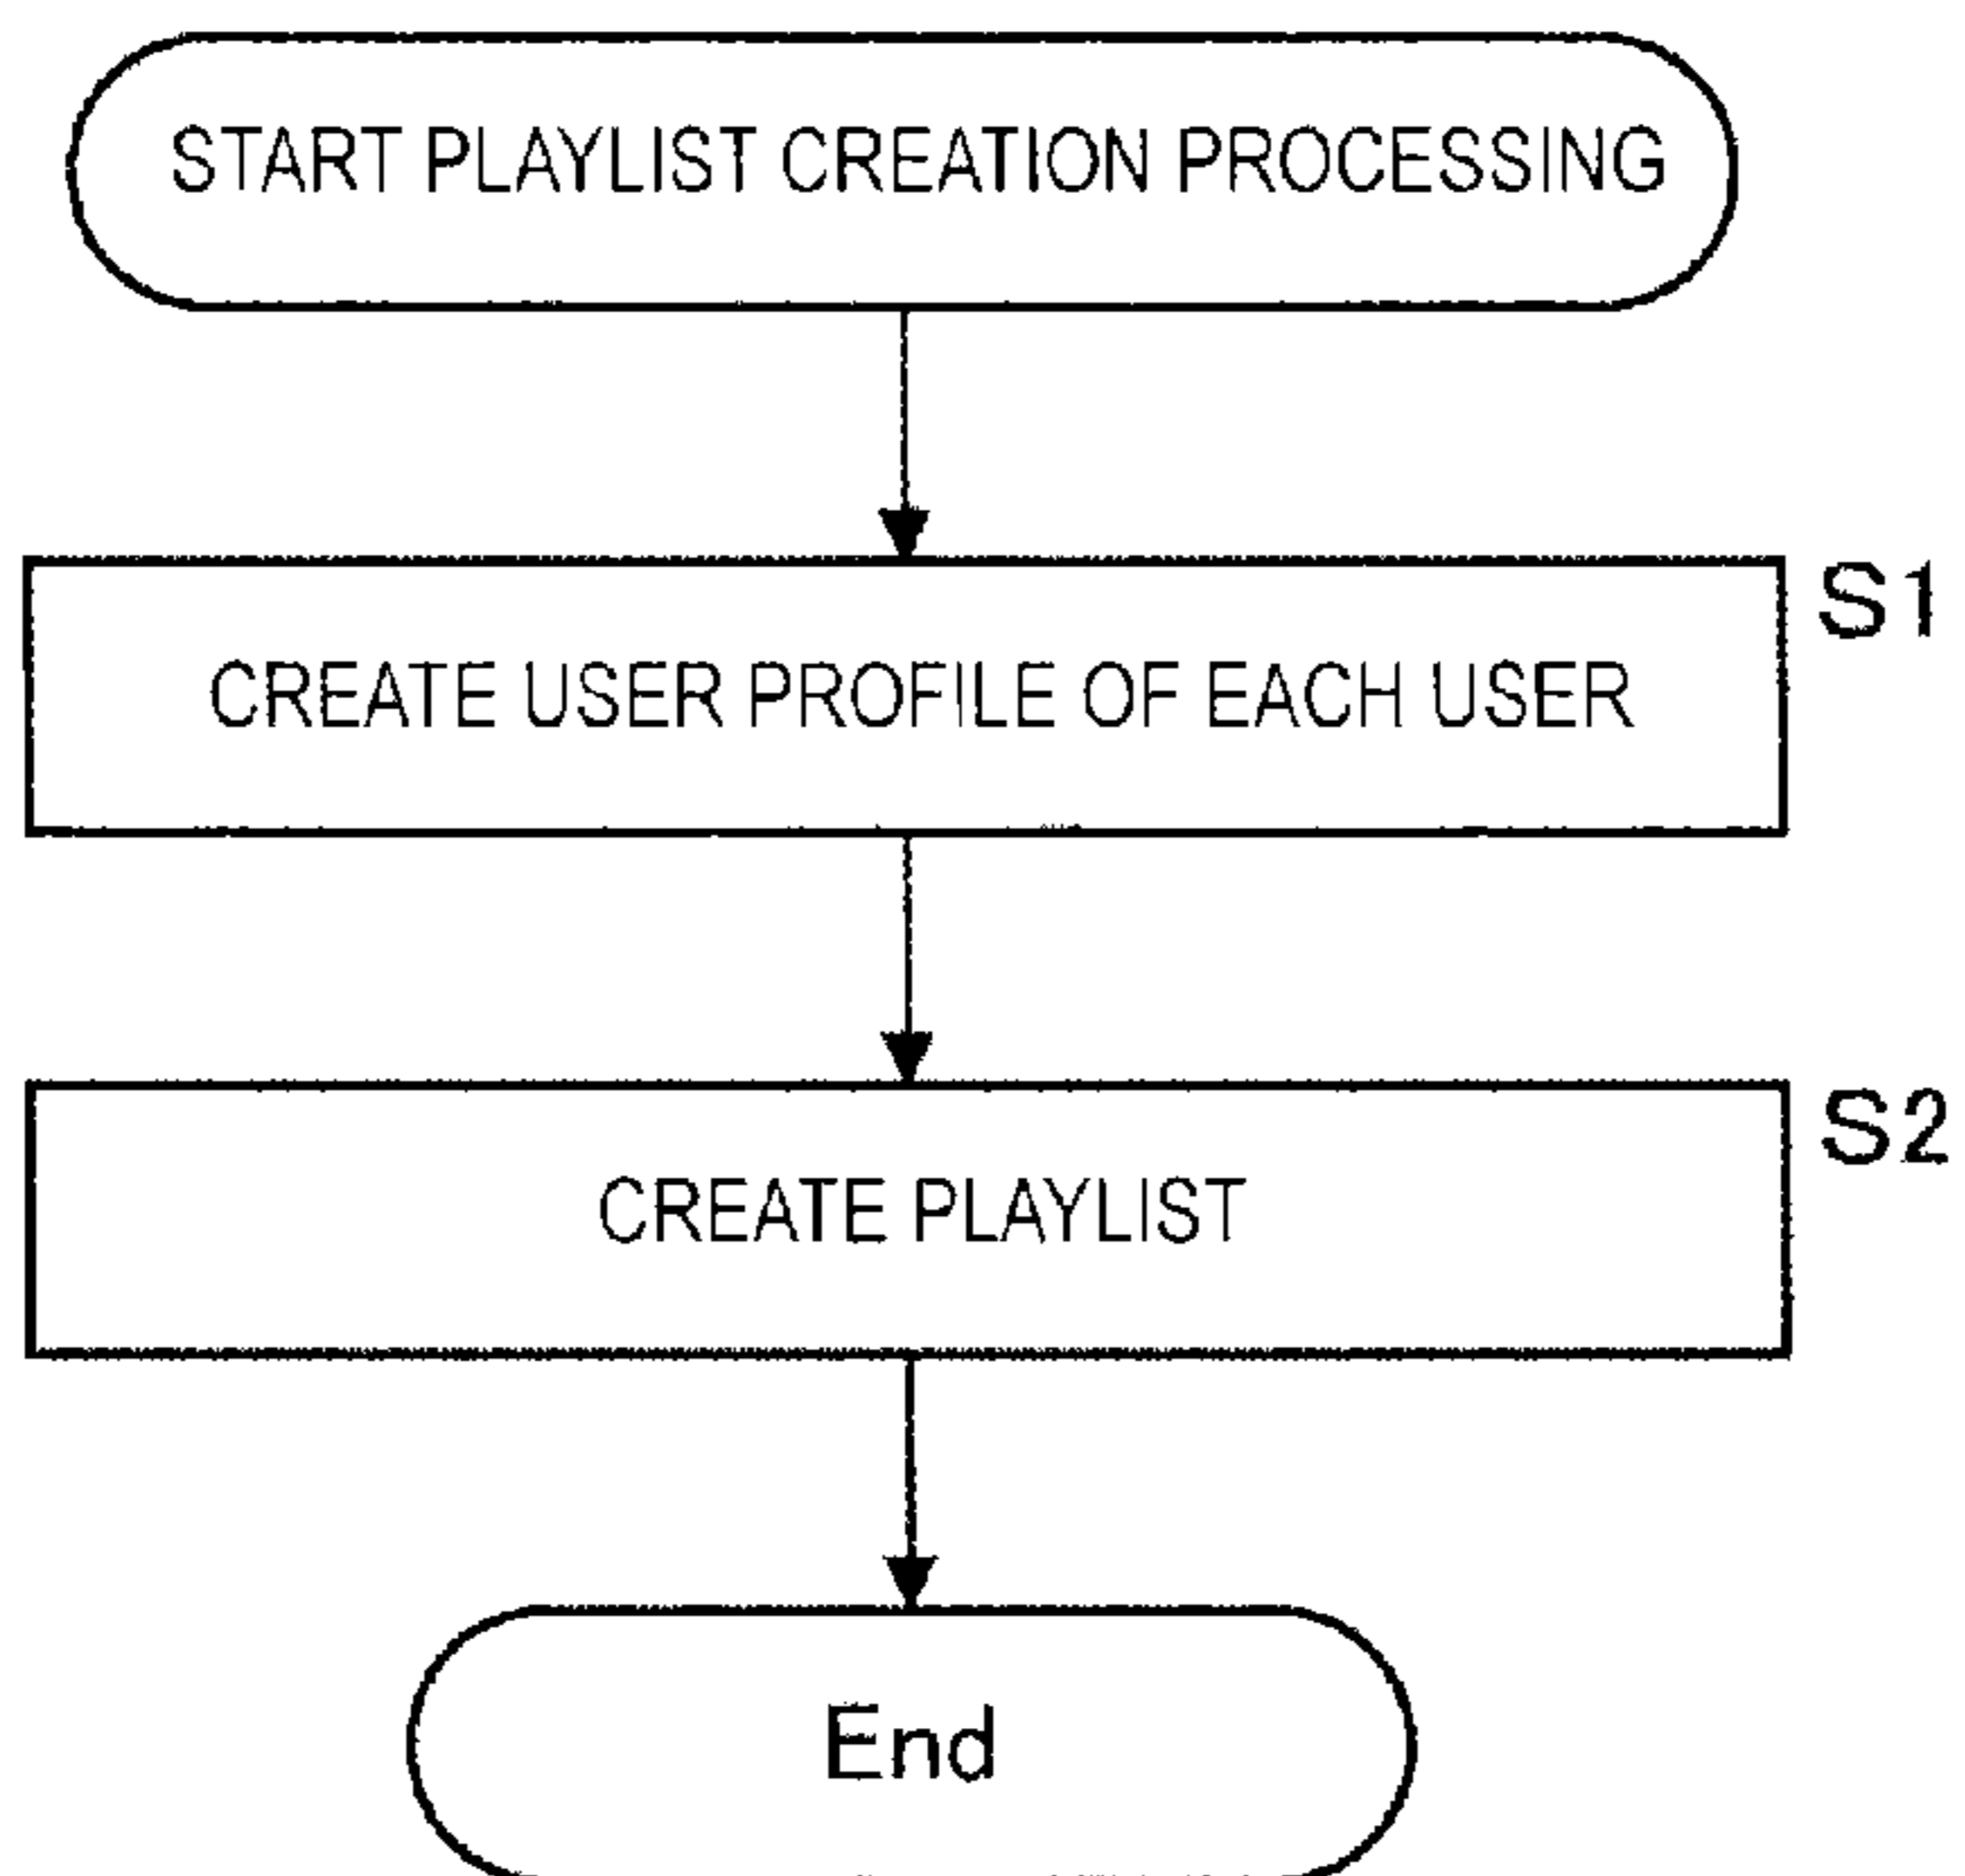 START PLAYLIST CREATION PROCESSING
S1
CREATE USER PROFILE OF EACH USER
S2
CREATE PLAYLIST
End